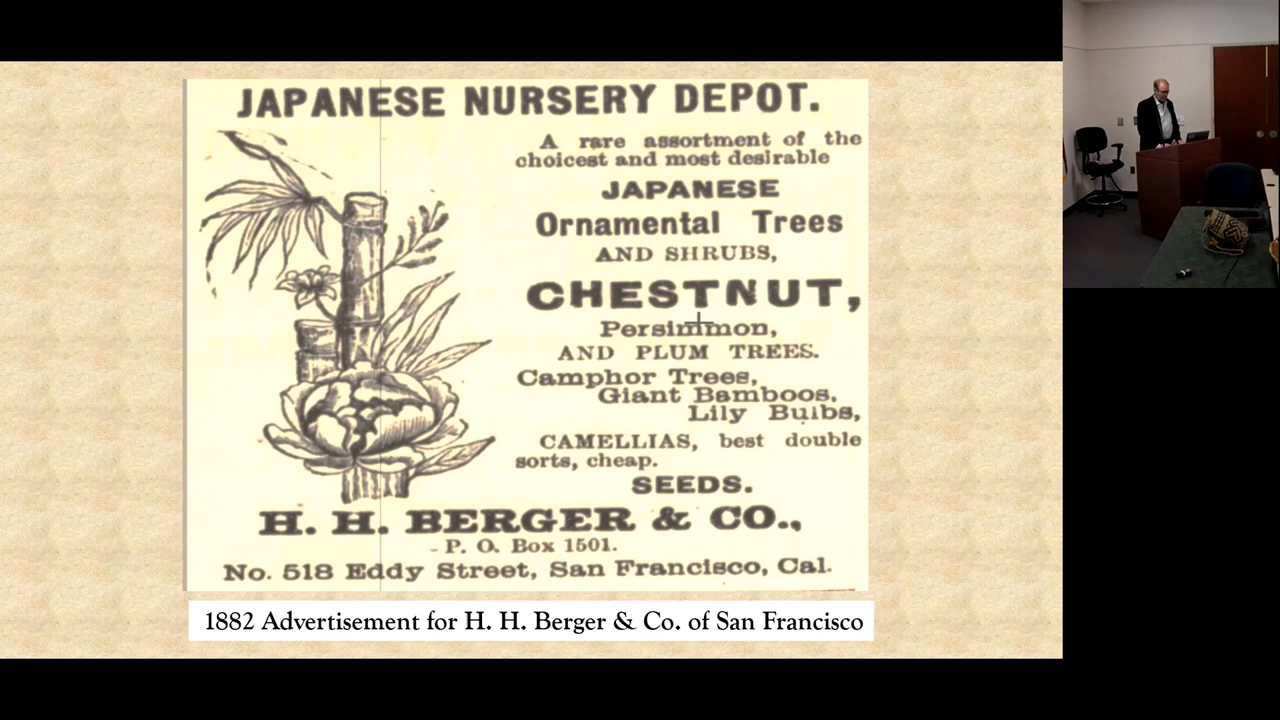 JAPANESE NURSERY DEPOT.
A rare assortment of the
choicest and most desirable
JAPANESE
Ornamental Trees
AND SHRUBS,
CHESTNUT,
Persimmon,
AND PLUM TREES.
Camphor Trees,
Giant Bamboos,
Lily Bulbs,
CAMELLIAS, best double
sorts, cheap.
SEEDS.
H. H. BERGER & CO.,
P. O. Box 1501.
No. 518 Eddy Street, San Francisco, Cal.
1882 Advertisement for H. H. Berger & Co. of San Francisco